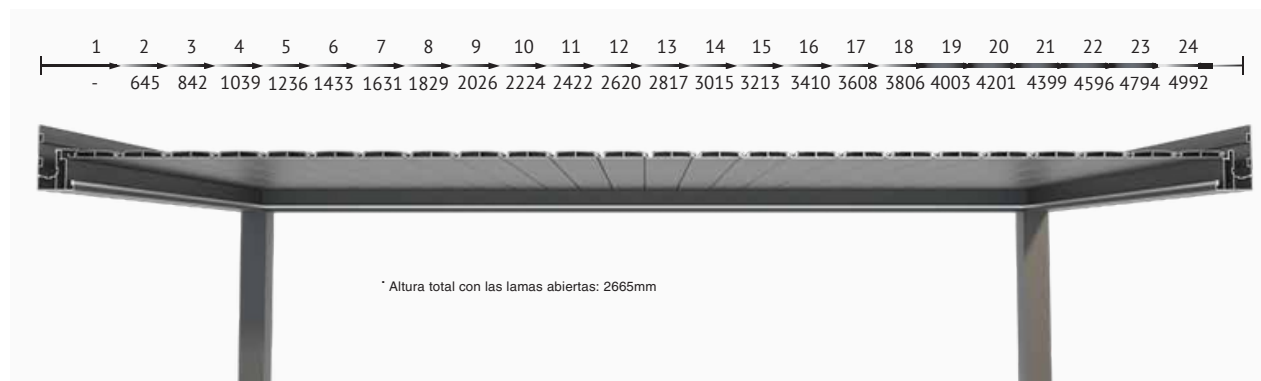 1 2 3 4 5 6 7 8 9 10 11 12 13 14 15 16 17 18 19 20 21 22 23 24
- 645 842 1039 1236 1433 1631 1829 2026 2224 2422 2620 2817 3015 3213 3410 3608 3806 4003 4201 4399 4596 4794 4992
* Altura total con las lamas abiertas: 2665mm